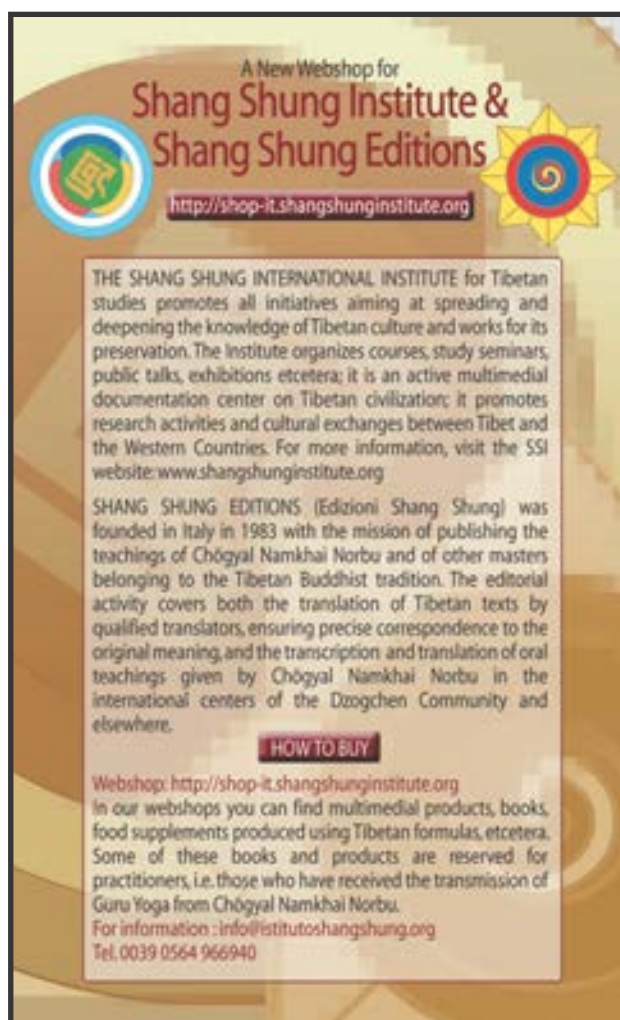 A New Webshop for
Shang Shung Institute &
Shang Shung Editions
http://shop-it.shangshunginstitute.org
THE SHANG SHUNG INTERNATIONAL INSTITUTE for Tibetan
studies promotes all initiatives aiming at spreading and
deepening the knowledge of Tibetan culture and works for its
preservation. The Institute organizes courses, study seminars,
public talks, exhibitions etcetera; it is an active multimedial
documentation center on Tibetan civilization; it promotes
research activities and cultural exchanges between Tibet and
the Western Countries. For more information, visit the SSI
website: www.shangshunginstitute.org
SHANG SHUNG EDITIONS (Edizioni Shang Shung) was
founded in Italy in 1983 with the mission of publishing the
teachings of Chögyal Namkhai Norbu and of other masters
belonging to the Tibetan Buddhist tradition. The editorial
activity covers both the translation of Tibetan texts by
qualified translators, ensuring precise correspondence to the
original meaning, and the transcription and translation of oral
teachings given by Chögyal Namkhai Norbu in the
international centers of the Dzogchen Community and
elsewhere.
HOW TO BUY
Webshop: http://shop-it.shangshunginstitute.org
In our webshops you can find multimedial products, books,
food supplements produced using Tibetan formulas, etcetera.
Some of these books and products are reserved for
practitioners, i.e. those who have received the transmission of
Guru Yoga from Chögyal Namkhai Norbu.
For information : info@istitutoshangshung.org
Tel. 0039 0564 966940